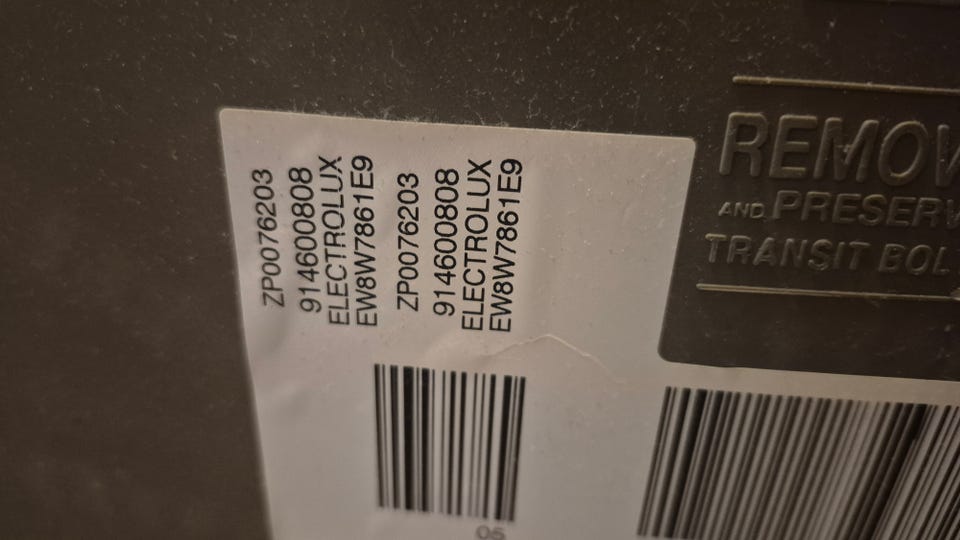 ZP0076203
914600808
ELECTROLUX
EW8W7861E9
ZP0076203
914600808
ELECTROLUX
EW8W7861E9
05
REMOV
AND PRESERV
TRANSIT BOL